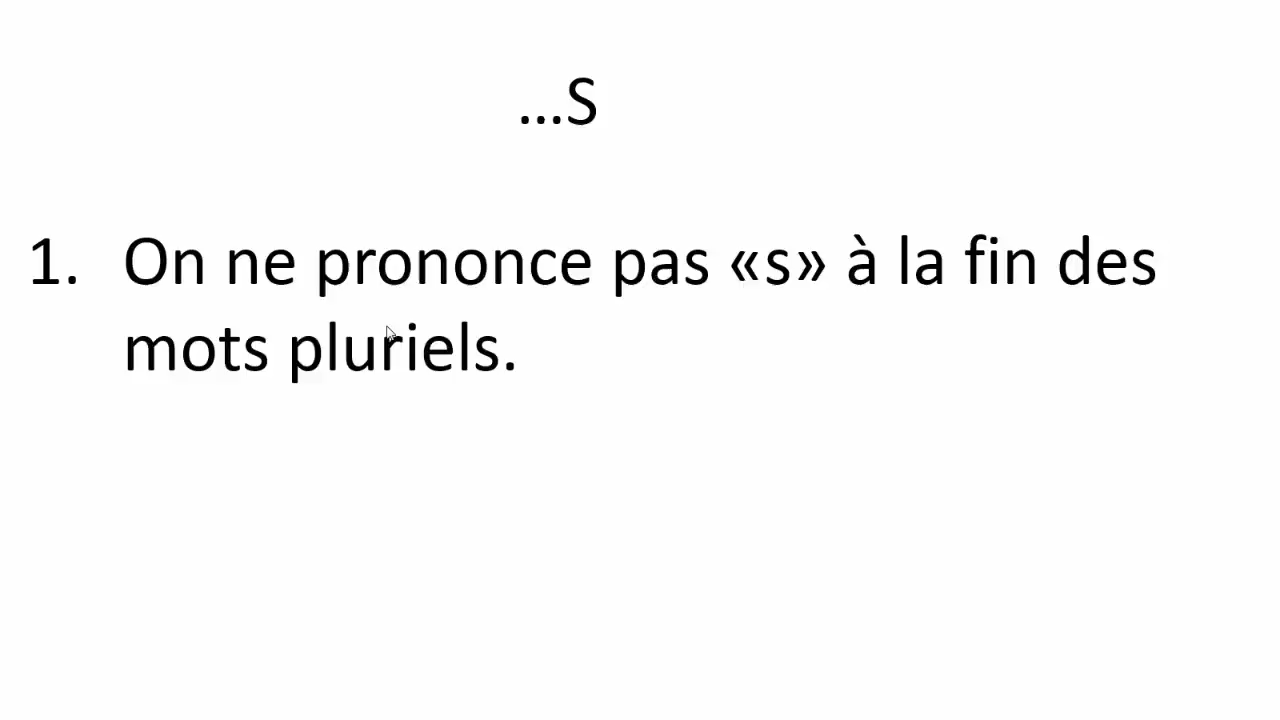 ...S
1. On ne prononce pas «s» à la fin des
mots pluriels.